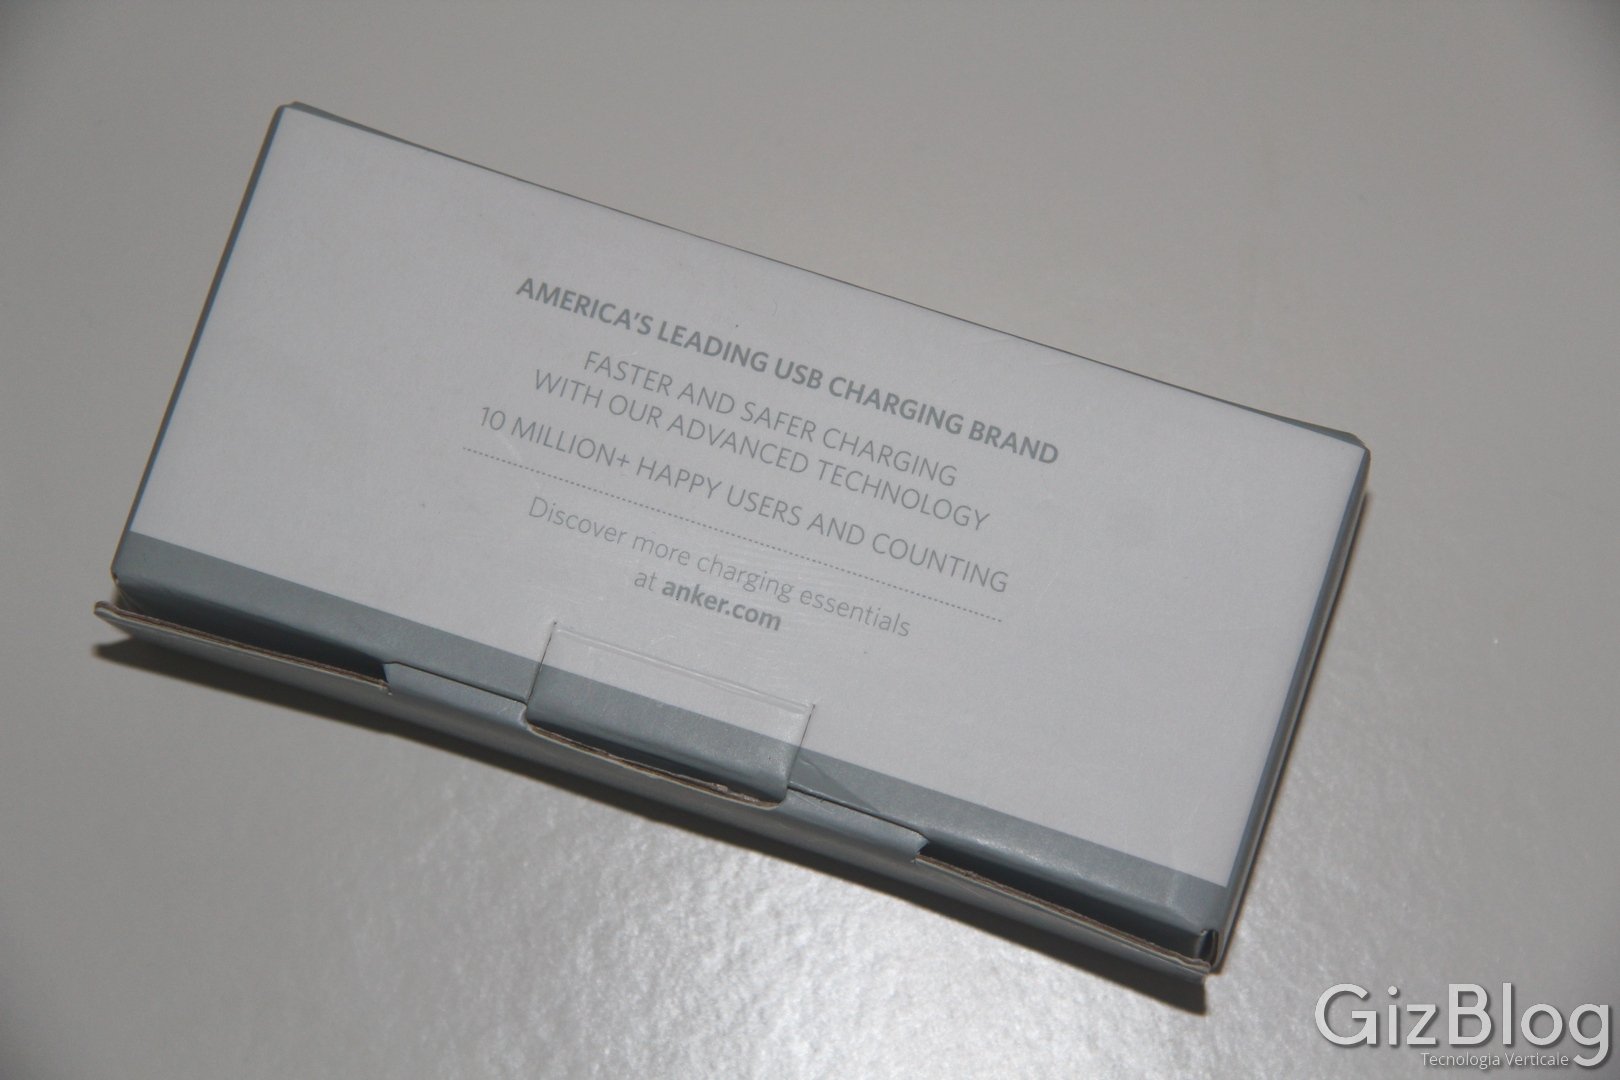 AMERICA'S LEADING USB CHARGING BRAND
FASTER AND SAFER CHARGING
WITH OUR ADVANCED TECHNOLOGY
10 MILLION+ HAPPY USERS AND COUNTING
Discover more charging essentials
at anker.com
GizBlog
Tecnologia Verticale